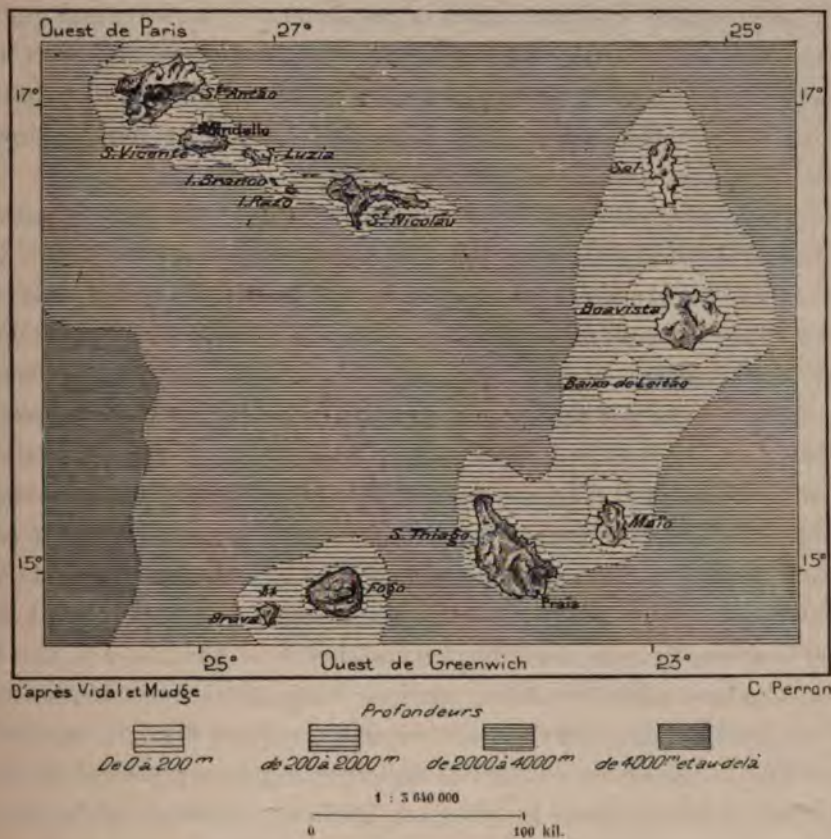 Ouest de Paris 27° 25°
17° 17°
Sto Antão
Mindello
S. Vicente
S. Luzia
I. Branco
I. Razo
St Nicolau
Sal
Boavista
Baixo de Leitão
S. Thiago
Maïo
15° 15°
Fogo
Praïa
Brava
25° Ouest de Greenwich 23°
D'après Vidal et Mudge C. Perron
Profondeurs
De 0 à 200m de 200 à 2000m de 2000 à 4000m de 4000m et au-delà
1 : 3 640 000
0 100 kil.